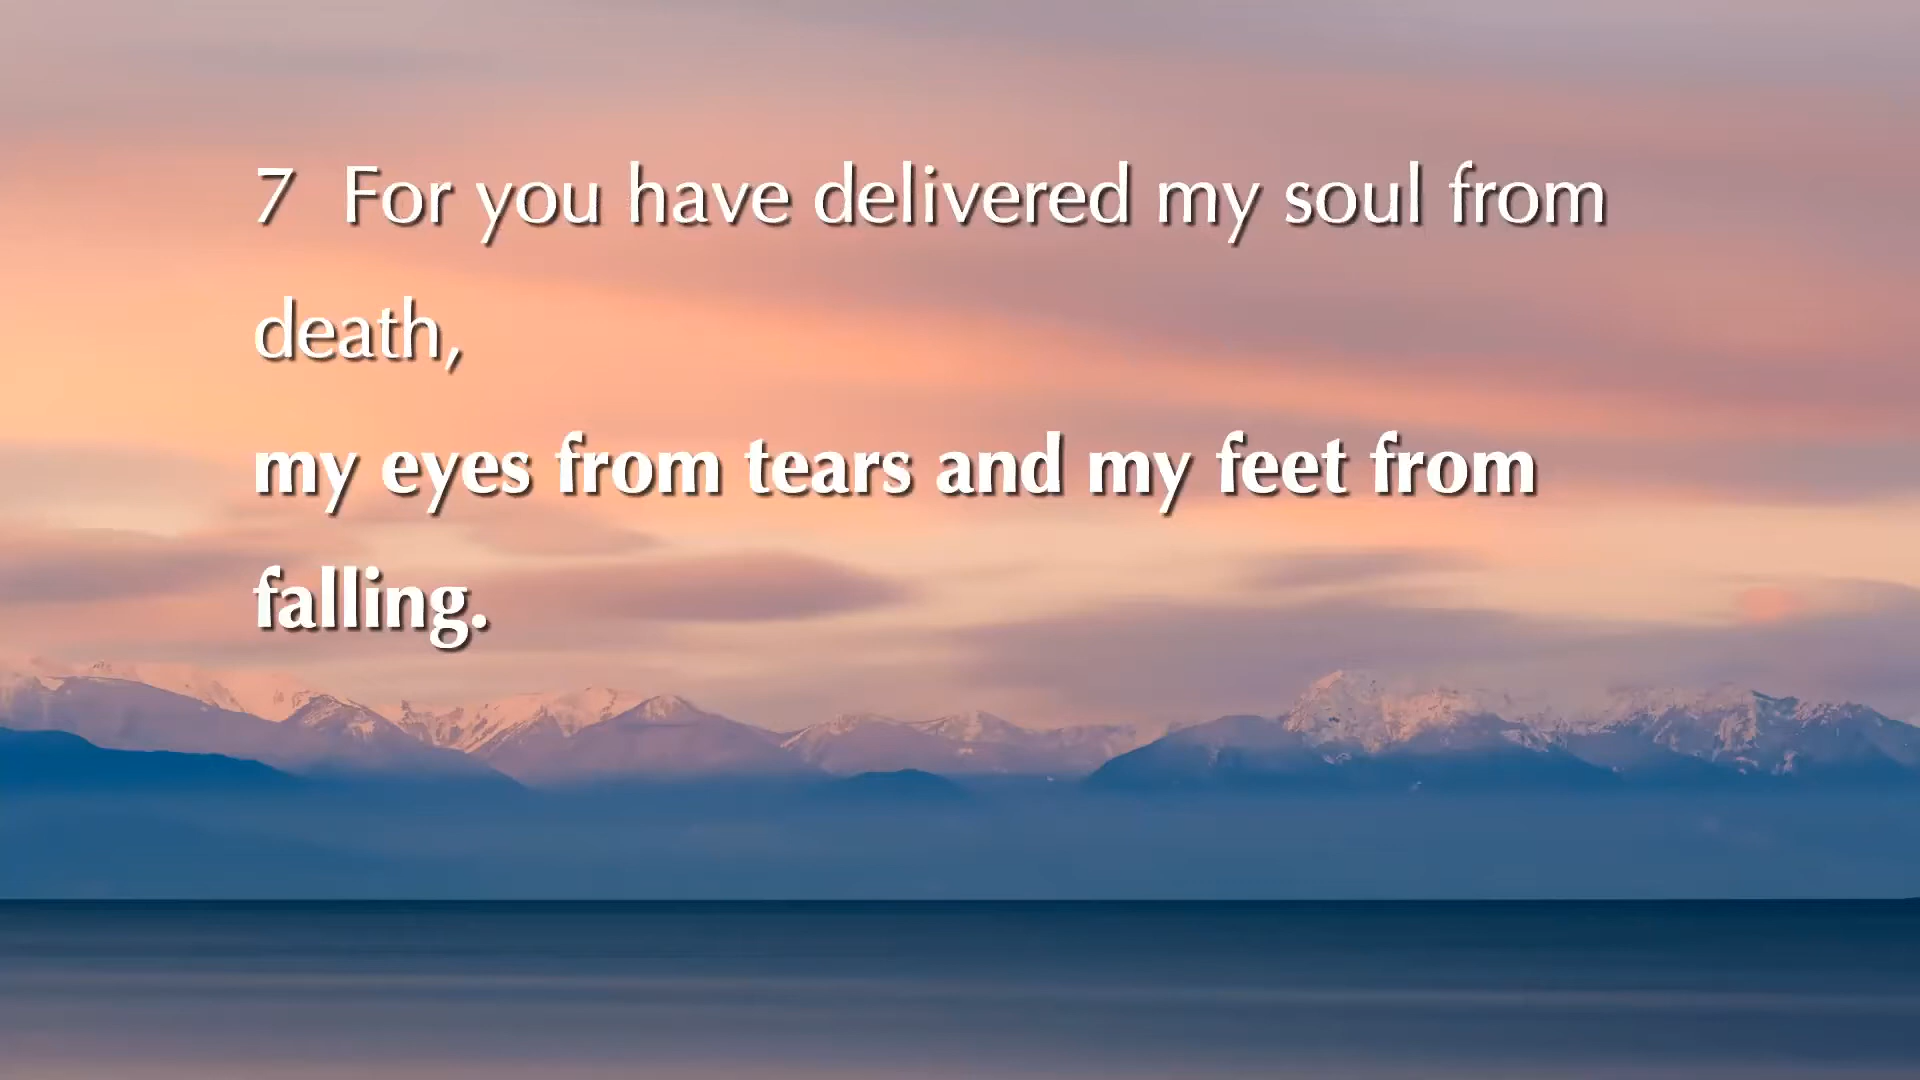 7 For you have delivered my soul from
death,
my eyes from tears and my feet from
falling.